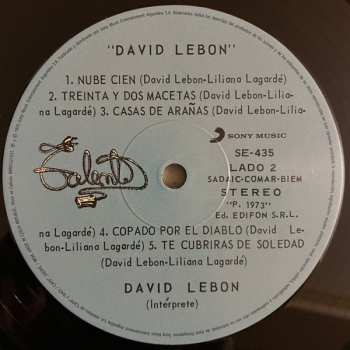 "DAVID LEBON"
1. NUBE CIEN (David Lebon-Liliana Lagardé)
2. TREINTA Y DOS MACETAS (David Lebon-Lilia-
na Lagardé) 3. CASAS DE ARAÑAS (David Lebon-Lilia-
Talent
SONY MUSIC
SE-435
LADO 2
SADAIC-COMAR-BIEM
STEREO
"P. 1973"
Ed. EDIFON S.R.L.
na Lagardé) 4. COPADO POR EL DIABLO (David Le-
bon-Liliana Lagardé) 5. TE CUBRIRAS DE SOLEDAD
(David Lebon-Liliana Lagardé)
DAVID LEBON
(Intérprete)